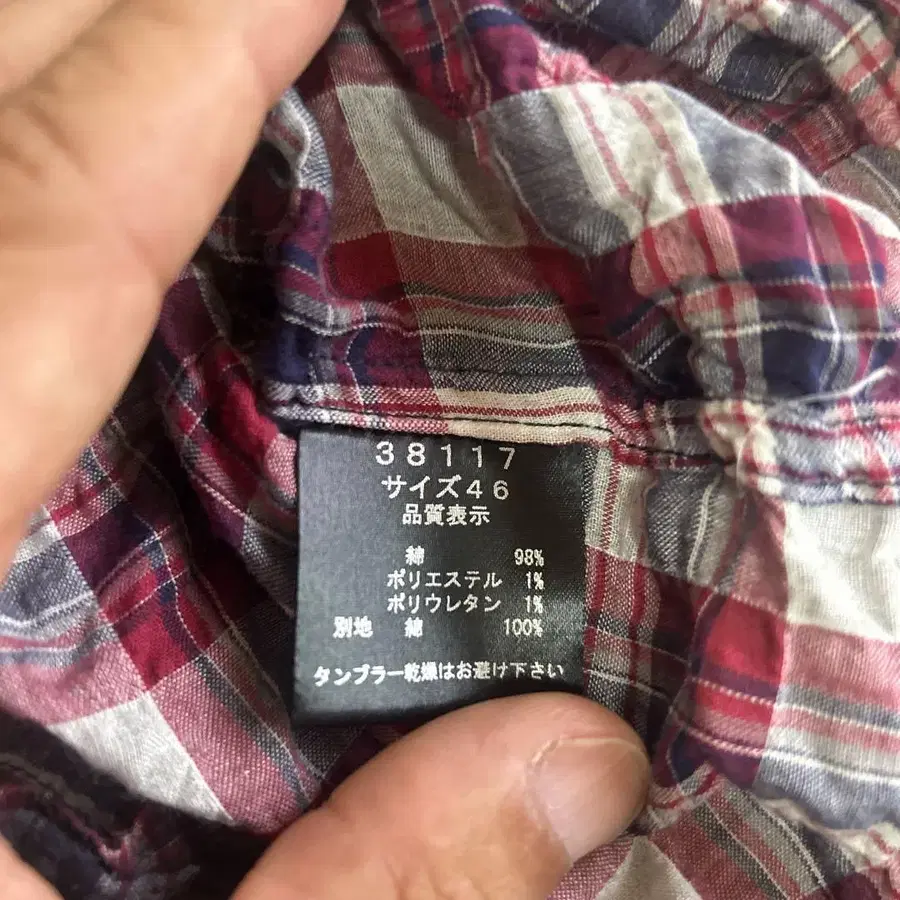 38117
サイズ46
品質表示
綿 98%
ポリエステル 1%
ポリウレタン 1%
別地 綿 100%
タンブラー乾燥はお避け下さい